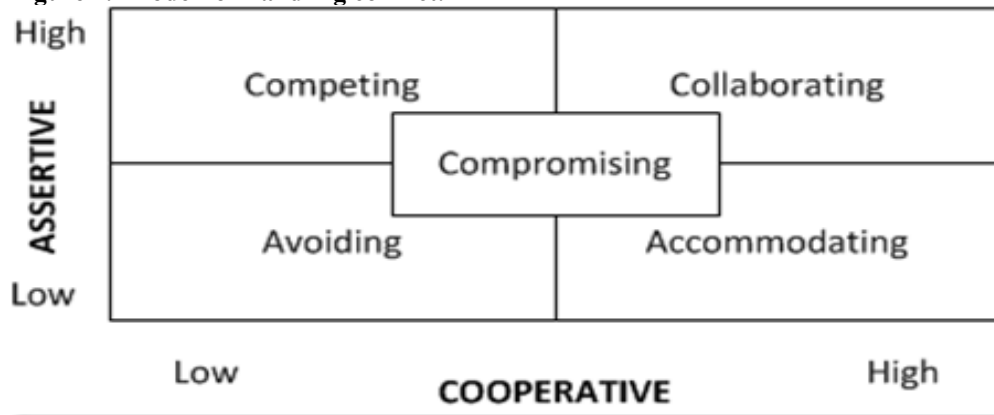 High
Competing
Collaborating
ASSERTIVE
Compromising
Avoiding
Accommodating
Low
Low
High
COOPERATIVE